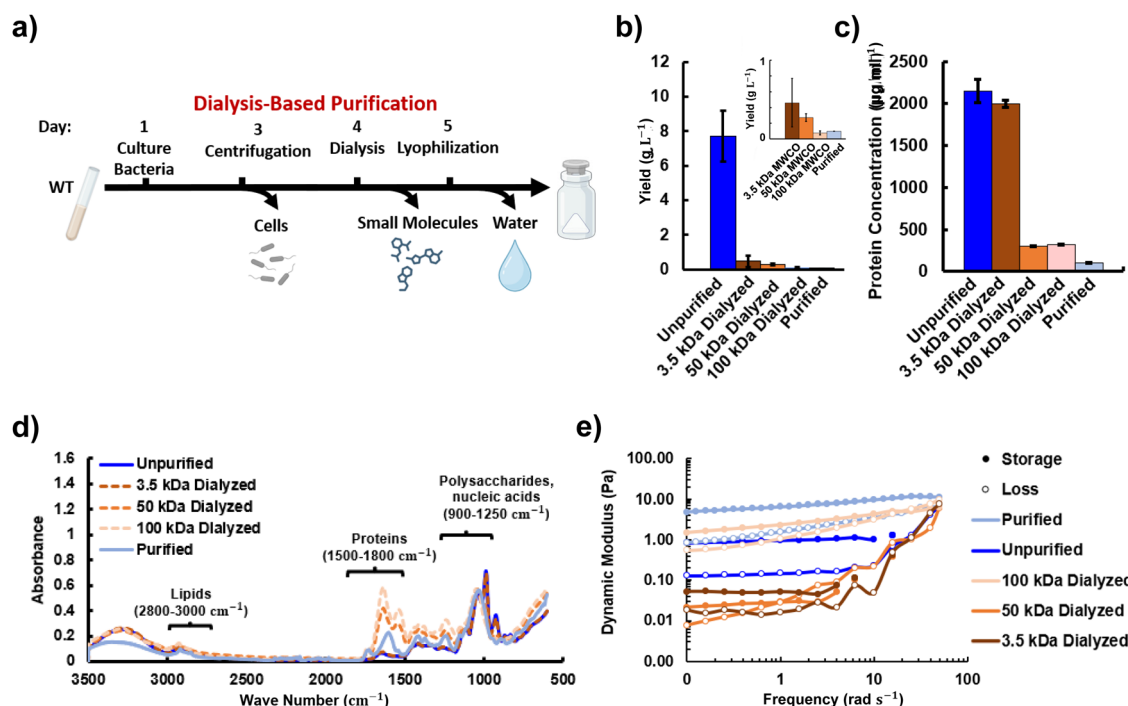 a)
Dialysis-Based Purification
Day:
1
3
4
5
Culture
Bacteria
Centrifugation
Dialysis
Lyophilization
WT
Cells
Small Molecules
Water
b)
Yield (g L⁻¹)
12
10
8
6
4
2
0
Unpurified
3.5 kDa Dialyzed
50 kDa Dialyzed
100 kDa Dialyzed
Purified
Yield (g L⁻¹)
1
0
3.5 kDa MWCO
50 kDa MWCO
100 kDa MWCO
Purified
c)
Protein Concentration
2500
2000
1500
1000
500
0
Unpurified
3.5 kDa Dialyzed
50 kDa Dialyzed
100 kDa Dialyzed
Purified
d)
Absorbance
1.6
1.4
1.2
1
0.8
0.6
0.4
0.2
0
3500 3000 2500 2000 1500 1000 500
Wave Number (cm⁻¹)
Unpurified
3.5 kDa Dialyzed
50 kDa Dialyzed
100 kDa DIalyzed
Purified
Lipids
(2800-3000 cm⁻¹)
Proteins
(1500-1800 cm⁻¹)
Polysaccharides,
nucleic acids
(900-1250 cm⁻¹)
e)
Dynamic Modulus (Pa)
100.00
10.00
1.00
0.10
0.01
0.00
0 1 10 100
Frequency (rad s⁻¹)
Storage
Loss
Purified
Unpurified
100 kDa Dialyzed
50 kDa Dialyzed
3.5 kDa Dialyzed